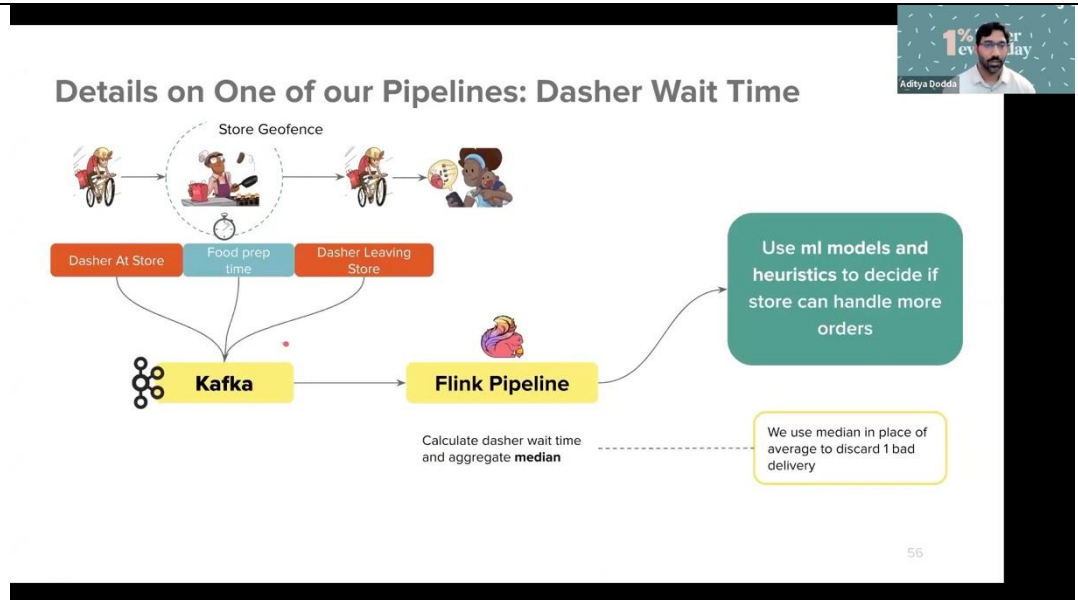 Details on One of our Pipelines: Dasher Wait Time
Aditya Dodda
Store Geofence
Dasher At Store
Food prep
time
Dasher Leaving
Store
Use ml models and
heuristics to decide if
store can handle more
orders
Kafka
Flink Pipeline
Calculate dasher wait time
and aggregate median
We use median in place of
average to discard 1 bad
delivery
56